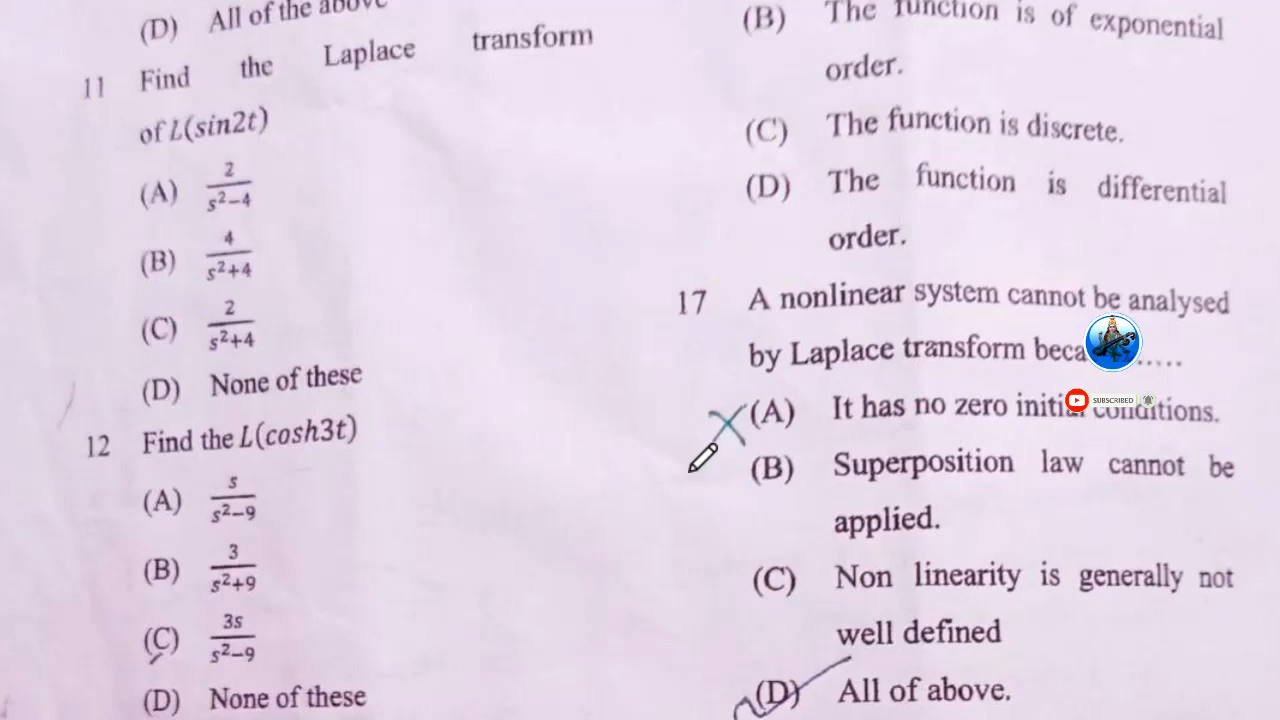 (D) All of the above
11 Find the Laplace transform
of L(sin2t)
(A) 2/(s²−4)
(B) 4/(s²+4)
(C) 2/(s²+4)
(D) None of these
12 Find the L(cosh3t)
(A) s/(s²−9)
(B) 3/(s²+9)
(C) 3s/(s²−9)
(D) None of these
(B) The function is of exponential
order.
(C) The function is discrete.
(D) The function is differential
order.
17 A nonlinear system cannot be analysed
by Laplace transform beca.....
(A) It has no zero initial conditions.
SUBSCRIBED
(B) Superposition law cannot be
applied.
(C) Non linearity is generally not
well defined
(D) All of above.